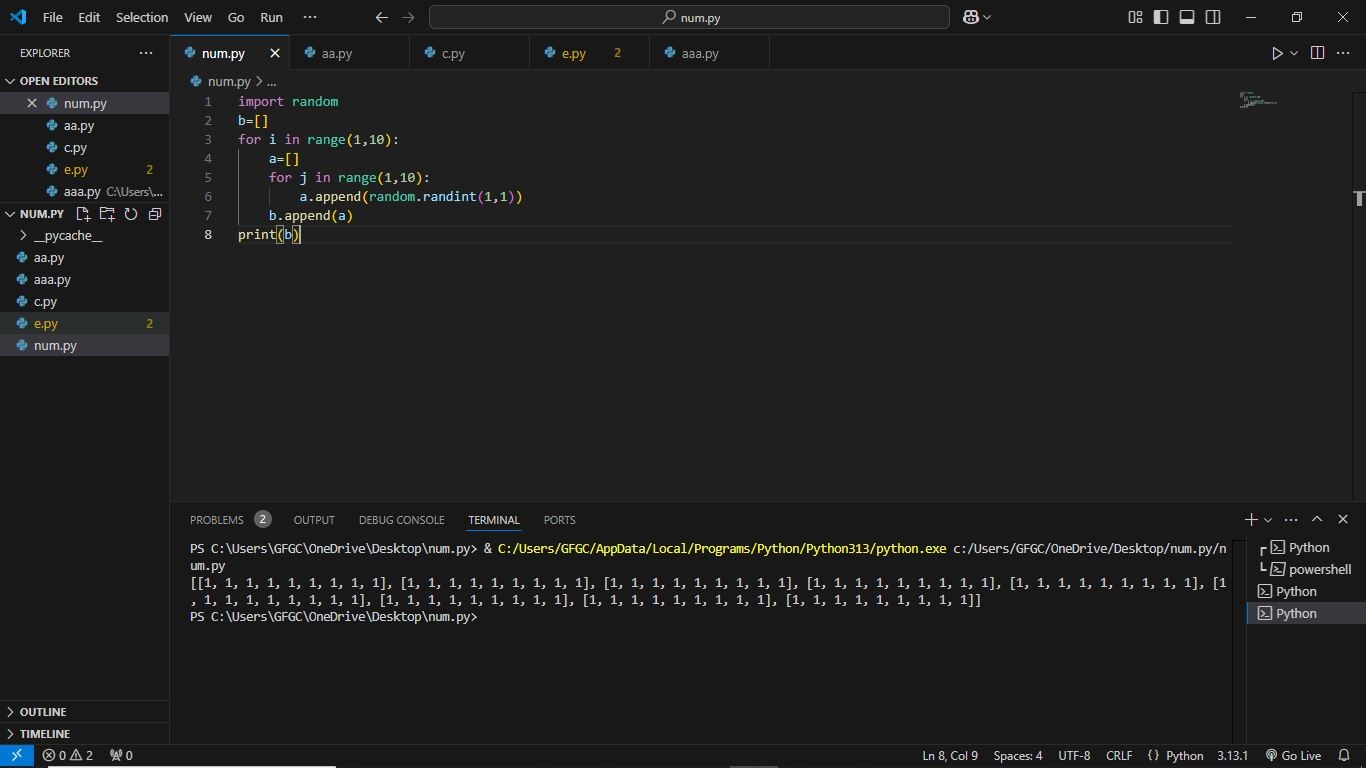 File Edit Selection View Go Run ··· num.py
EXPLORER ···
OPEN EDITORS
num.py
aa.py
c.py
e.py 2
aaa.py C:\Users\...
NUM.PY
__pycache__
aa.py
aaa.py
c.py
e.py 2
num.py
OUTLINE
TIMELINE
num.py aa.py c.py e.py 2 aaa.py
num.py > ...
1 import random
2 b=[]
3 for i in range(1,10):
4 a=[]
5 for j in range(1,10):
6 a.append(random.randint(1,1))
7 b.append(a)
8 print(b)
PROBLEMS 2 OUTPUT DEBUG CONSOLE TERMINAL PORTS
PS C:\Users\GFGC\OneDrive\Desktop\num.py> & C:/Users/GFGC/AppData/Local/Programs/Python/Python313/python.exe c:/Users/GFGC/OneDrive/Desktop/num.py/n
um.py
[[1, 1, 1, 1, 1, 1, 1, 1, 1], [1, 1, 1, 1, 1, 1, 1, 1, 1], [1, 1, 1, 1, 1, 1, 1, 1, 1], [1, 1, 1, 1, 1, 1, 1, 1, 1], [1, 1, 1, 1, 1, 1, 1, 1, 1], [1
, 1, 1, 1, 1, 1, 1, 1, 1], [1, 1, 1, 1, 1, 1, 1, 1, 1], [1, 1, 1, 1, 1, 1, 1, 1, 1], [1, 1, 1, 1, 1, 1, 1, 1, 1]]
PS C:\Users\GFGC\OneDrive\Desktop\num.py>
Python
powershell
Python
Python
0 2 0 Ln 8, Col 9 Spaces: 4 UTF-8 CRLF {} Python 3.13.1 Go Live